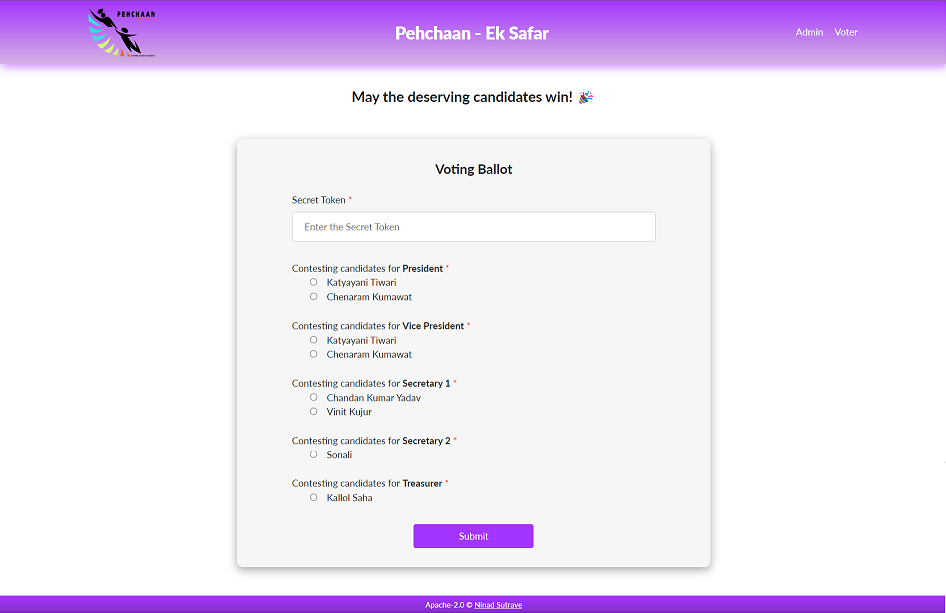 PEHCHAAN
Pehchaan - Ek Safar
Admin
Voter
May the deserving candidates win! 🎉
Voting Ballot
Secret Token *
Enter the Secret Token
Contesting candidates for President *
Katyayani Tiwari
Chenaram Kumawat
Contesting candidates for Vice President *
Katyayani Tiwari
Chenaram Kumawat
Contesting candidates for Secretary 1 *
Chandan Kumar Yadav
Vinit Kujur
Contesting candidates for Secretary 2 *
Sonali
Contesting candidates for Treasurer *
Kallol Saha
Submit
Apache-2.0 © Ninad Sutrave